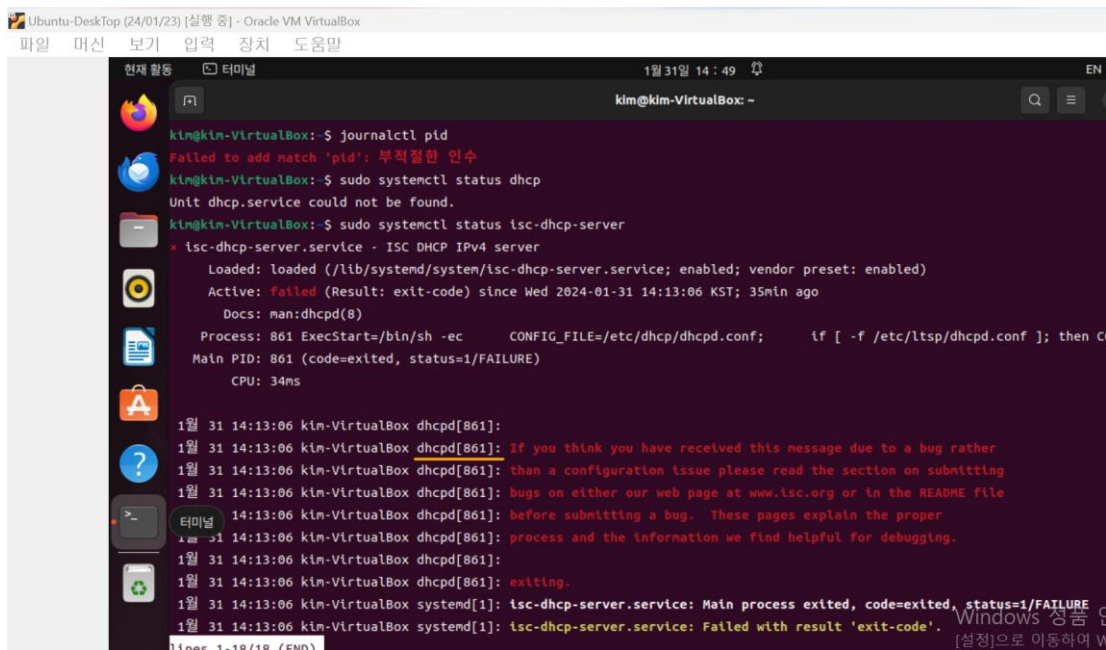 Ubuntu-DeskTop (24/01/23) [실행 중] - Oracle VM VirtualBox
파일 머신 보기 입력 장치 도움말
현재 활동 터미널 1월 31일 14 : 49 EN
kim@kim-VirtualBox: ~
kim@kim-VirtualBox:~$ journalctl pid
Failed to add match 'pid': 부적절한 인수
kim@kim-VirtualBox:~$ sudo systemctl status dhcp
Unit dhcp.service could not be found.
kim@kim-VirtualBox:~$ sudo systemctl status isc-dhcp-server
× isc-dhcp-server.service - ISC DHCP IPv4 server
Loaded: loaded (/lib/systemd/system/isc-dhcp-server.service; enabled; vendor preset: enabled)
Active: failed (Result: exit-code) since Wed 2024-01-31 14:13:06 KST; 35min ago
Docs: man:dhcpd(8)
Process: 861 ExecStart=/bin/sh -ec CONFIG_FILE=/etc/dhcp/dhcpd.conf; if [ -f /etc/ltsp/dhcpd.conf ]; then
Main PID: 861 (code=exited, status=1/FAILURE)
CPU: 34ms
1월 31 14:13:06 kim-VirtualBox dhcpd[861]:
1월 31 14:13:06 kim-VirtualBox dhcpd[861]: If you think you have received this message due to a bug rather
1월 31 14:13:06 kim-VirtualBox dhcpd[861]: than a configuration issue please read the section on submitting
1월 31 14:13:06 kim-VirtualBox dhcpd[861]: bugs on either our web page at www.isc.org or in the README file
터미널 14:13:06 kim-VirtualBox dhcpd[861]: before submitting a bug. These pages explain the proper
1월 31 14:13:06 kim-VirtualBox dhcpd[861]: process and the information we find helpful for debugging.
1월 31 14:13:06 kim-VirtualBox dhcpd[861]:
1월 31 14:13:06 kim-VirtualBox dhcpd[861]: exiting.
1월 31 14:13:06 kim-VirtualBox systemd[1]: isc-dhcp-server.service: Main process exited, code=exited, status=1/FAILURE
1월 31 14:13:06 kim-VirtualBox systemd[1]: isc-dhcp-server.service: Failed with result 'exit-code'.
Windows 정품
[설정]으로 이동하여
lines 1-18/18 (END)